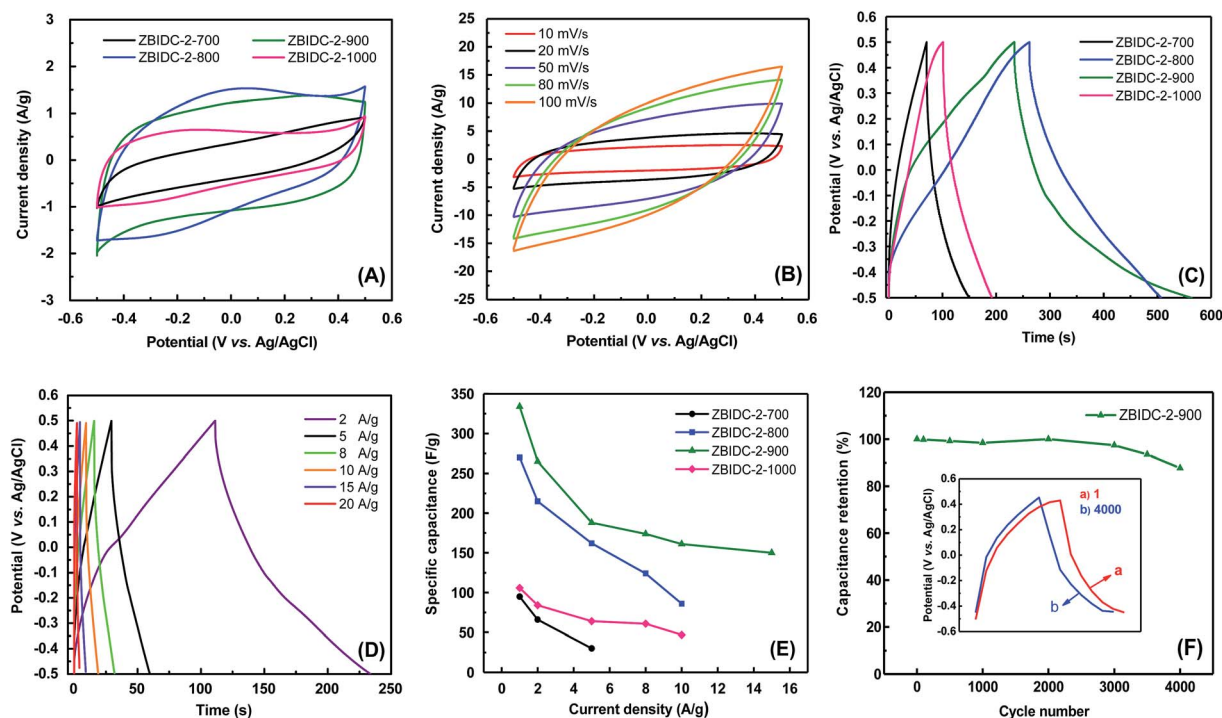 ZBIDC-2-700
ZBIDC-2-800
ZBIDC-2-900
ZBIDC-2-1000
Current density (A/g)
3
2
1
0
-1
-2
-3
-0.6 -0.4 -0.2 0.0 0.2 0.4 0.6
Potential (V vs. Ag/AgCl)
(A)
10 mV/s
20 mV/s
50 mV/s
80 mV/s
100 mV/s
Current density (A/g)
25
20
15
10
5
0
-5
-10
-15
-20
-25
-0.6 -0.4 -0.2 0.0 0.2 0.4 0.6
Potential (V vs. Ag/AgCl)
(B)
ZBIDC-2-700
ZBIDC-2-800
ZBIDC-2-900
ZBIDC-2-1000
Potential (V vs. Ag/AgCl)
0.6
0.5
0.4
0.3
0.2
0.1
0.0
-0.1
-0.2
-0.3
-0.4
-0.5
0 100 200 300 400 500 600
Time (s)
(C)
2 A/g
5 A/g
8 A/g
10 A/g
15 A/g
20 A/g
Potential (V vs. Ag/AgCl)
0.6
0.5
0.4
0.3
0.2
0.1
0.0
-0.1
-0.2
-0.3
-0.4
-0.5
0 50 100 150 200 250
Time (s)
(D)
ZBIDC-2-700
ZBIDC-2-800
ZBIDC-2-900
ZBIDC-2-1000
Specific capacitance (F/g)
350
300
250
200
150
100
50
0
0 2 4 6 8 10 12 14 16
Current density (A/g)
(E)
ZBIDC-2-900
Capacitance retention (%)
120
100
80
60
40
20
0
0 1000 2000 3000 4000
Cycle number
(F)
a) 1
b) 4000
Potential (V vs. Ag/AgCl)
0.6
0.4
0.2
0.0
-0.2
-0.4
-0.6
a
b